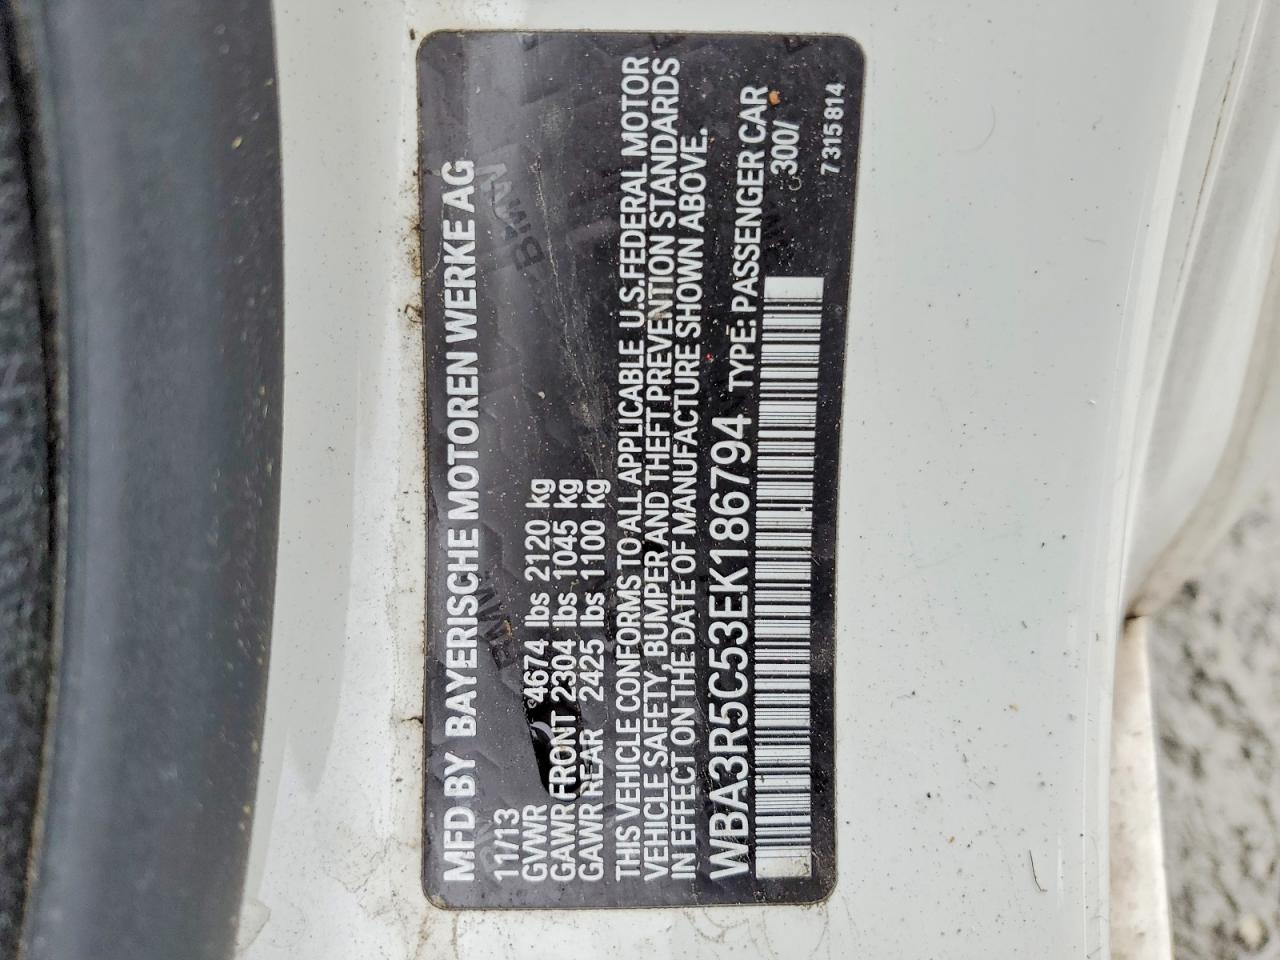 MFD BY BAYERISCHE MOTOREN WERKE AG
11/13
GVWR 4674 lbs 2120 kg
GAWR FRONT 2304 lbs 1045 kg
GAWR REAR 2425 lbs 1100 kg
THIS VEHICLE CONFORMS TO ALL APPLICABLE U.S.FEDERAL MOTOR
VEHICLE SAFETY, BUMPER AND THEFT PREVENTION STANDARDS
IN EFFECT ON THE DATE OF MANUFACTURE SHOWN ABOVE.
WBA3R5C53EK186794 TYPE: PASSENGER CAR
300/
7315814